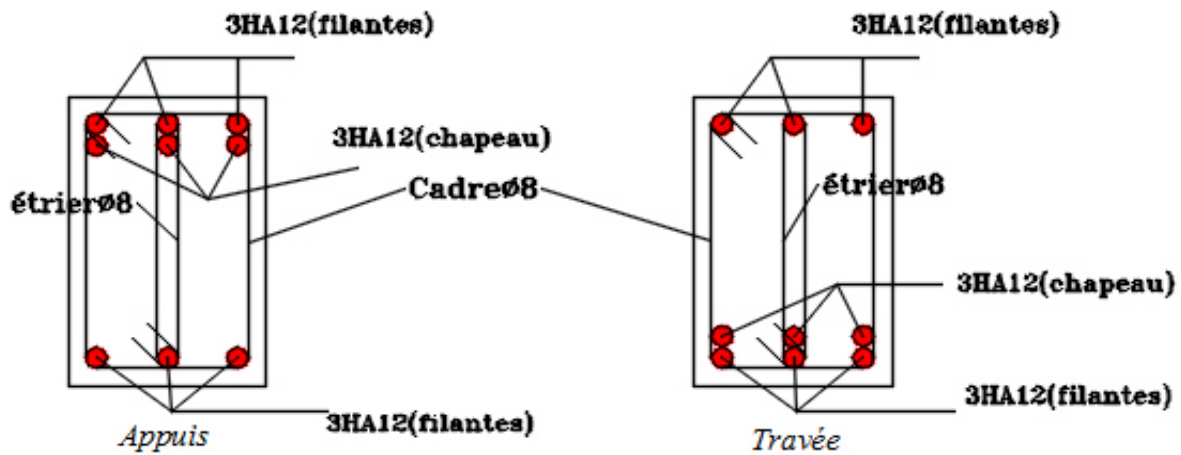 3HA12(filantes)
3HA12(chapeau)
étrierø8
Cadreø8
3HA12(filantes)
Appuis
3HA12(filantes)
étrierø8
3HA12(chapeau)
3HA12(filantes)
Travée